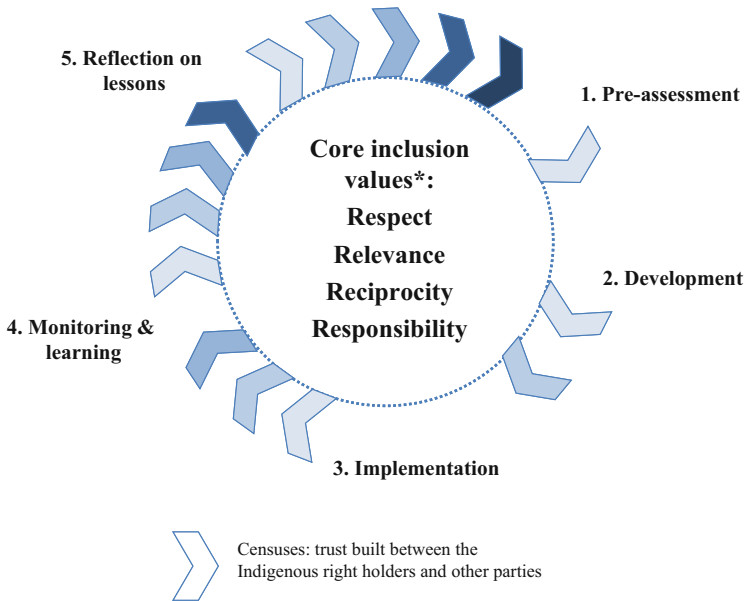 5. Reflection on
lessons
1. Pre-assessment
Core inclusion
values*:
Respect
Relevance
Reciprocity
Responsibility
2. Development
4. Monitoring &
learning
3. Implementation
Censuses: trust built between the
Indigenous right holders and other parties